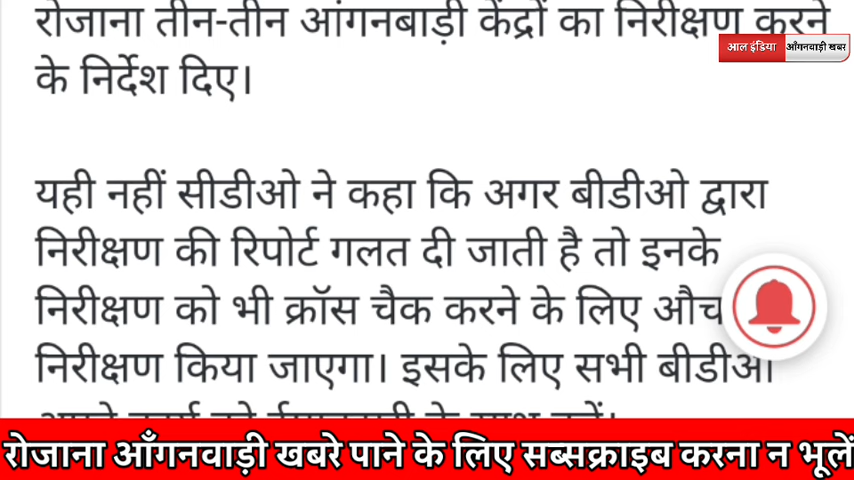 रोजाना तीन-तीन आंगनबाड़ी केंद्रों का निरीक्षण करने
आल इंडिया आँगनवाड़ी खबर
के निर्देश दिए।
यही नहीं सीडीओ ने कहा कि अगर बीडीओ द्वारा
निरीक्षण की रिपोर्ट गलत दी जाती है तो इनके
निरीक्षण को भी क्रॉस चैक करने के लिए औच
निरीक्षण किया जाएगा। इसके लिए सभी बीडीओ
रोजाना आँगनवाड़ी खबरे पाने के लिए सब्सक्राइब करना न भूलें